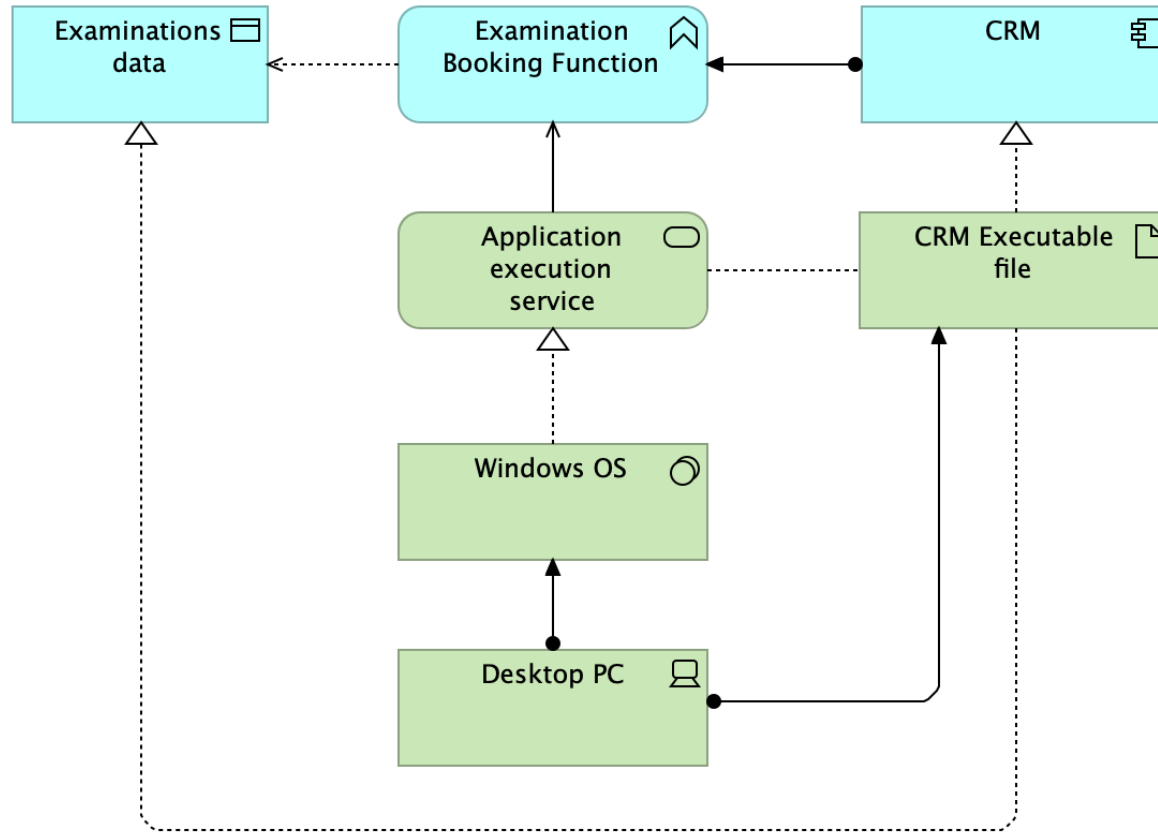 Examinations
data
Examination
Booking Function
CRM
Application
execution
service
CRM Executable
file
Windows OS
Desktop PC